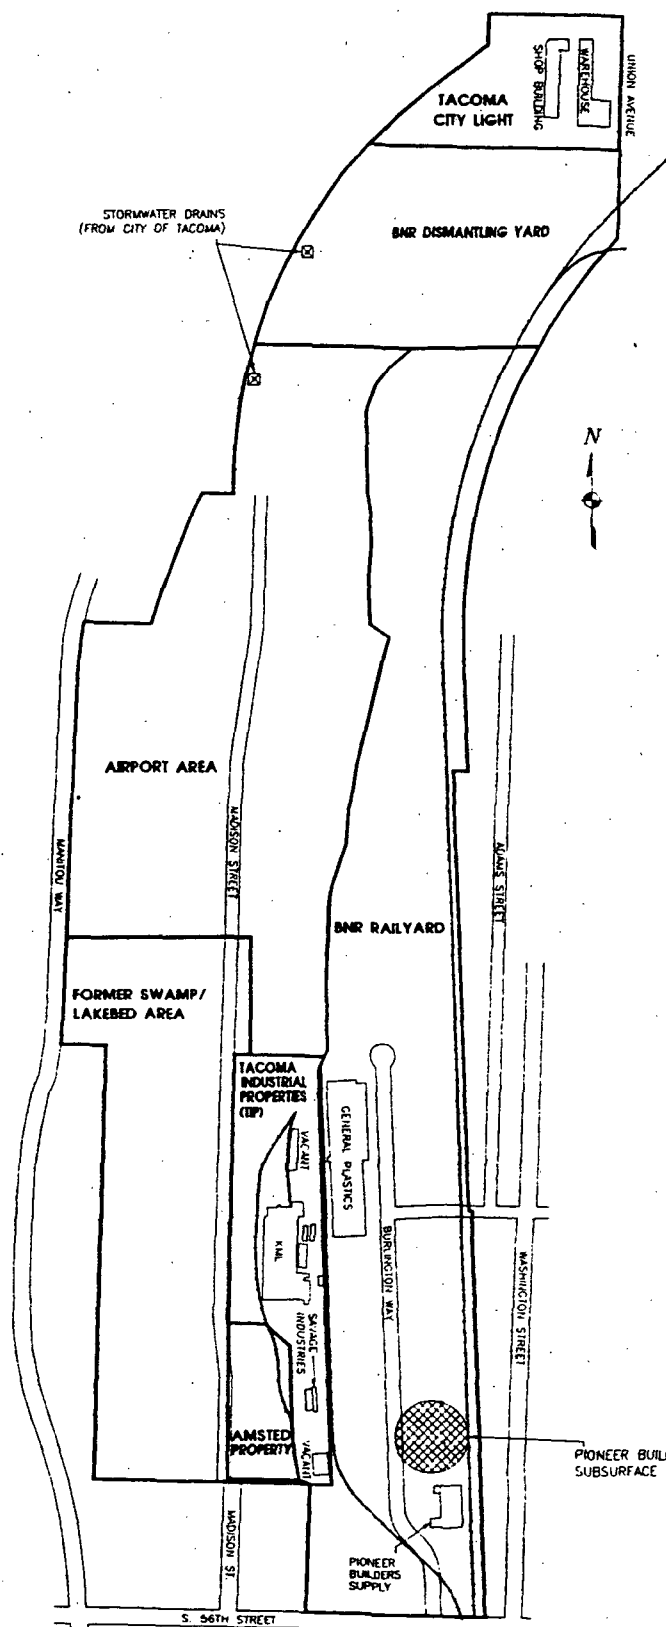 UNION AVENUE
WAREHOUSE
SHOP BUILDING
TACOMA
CITY LIGHT
STORMWATER DRAINS
(FROM CITY OF TACOMA)
BNR DISMANTLING YARD
N
AIRPORT AREA
MANITOU WAY
MADISON STREET
ADAMS STREET
BNR RAILYARD
FORMER SWAMP/
LAKEBED AREA
TACOMA
INDUSTRIAL
PROPERTIES
(TIP)
VACANT
GENERAL PLASTICS
KML
BURLINGTON WAY
WASHINGTON STREET
SAVAGE
INDUSTRIES
AMSTED
PROPERTY
VACANT
PIONEER BUIL
SUBSURFACE
MADISON ST.
PIONEER
BUILDERS
SUPPLY
S. 56TH STREET